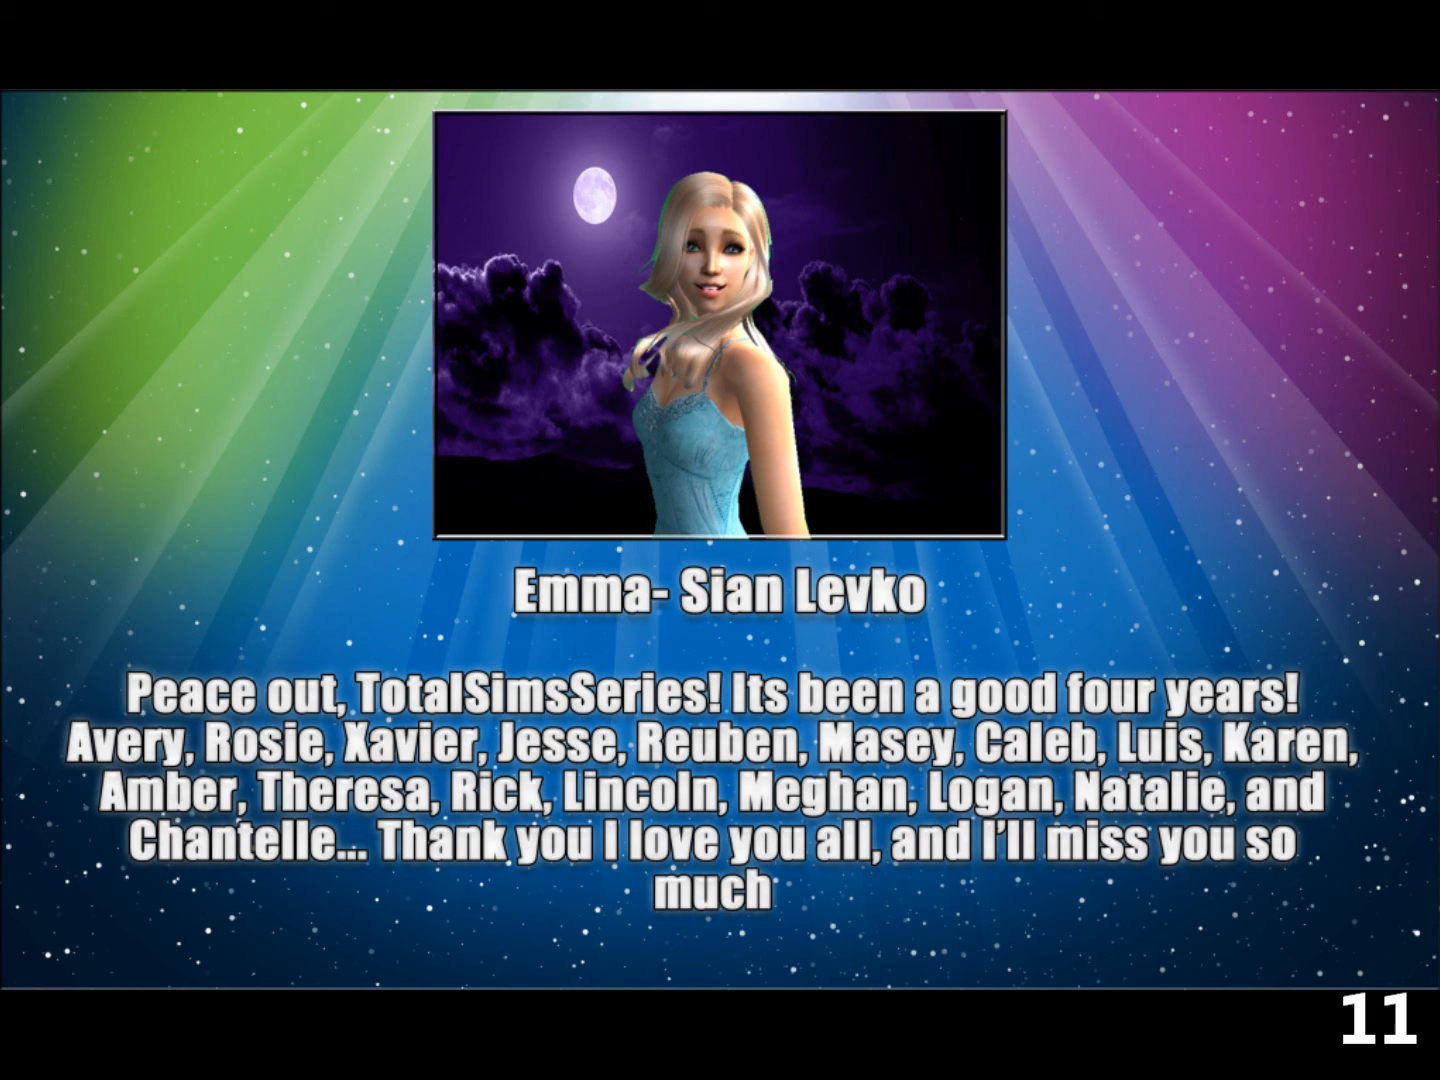 Emma- Sian Levko
Peace out, TotalSimsSeries! Its been a good four years!
Avery, Rosie, Xavier, Jesse, Reuben, Masey, Caleb, Luis, Karen,
Amber, Theresa, Rick, Lincoln, Meghan, Logan, Natalie, and
Chantelle... Thank you I love you all, and I'll miss you so
much
11